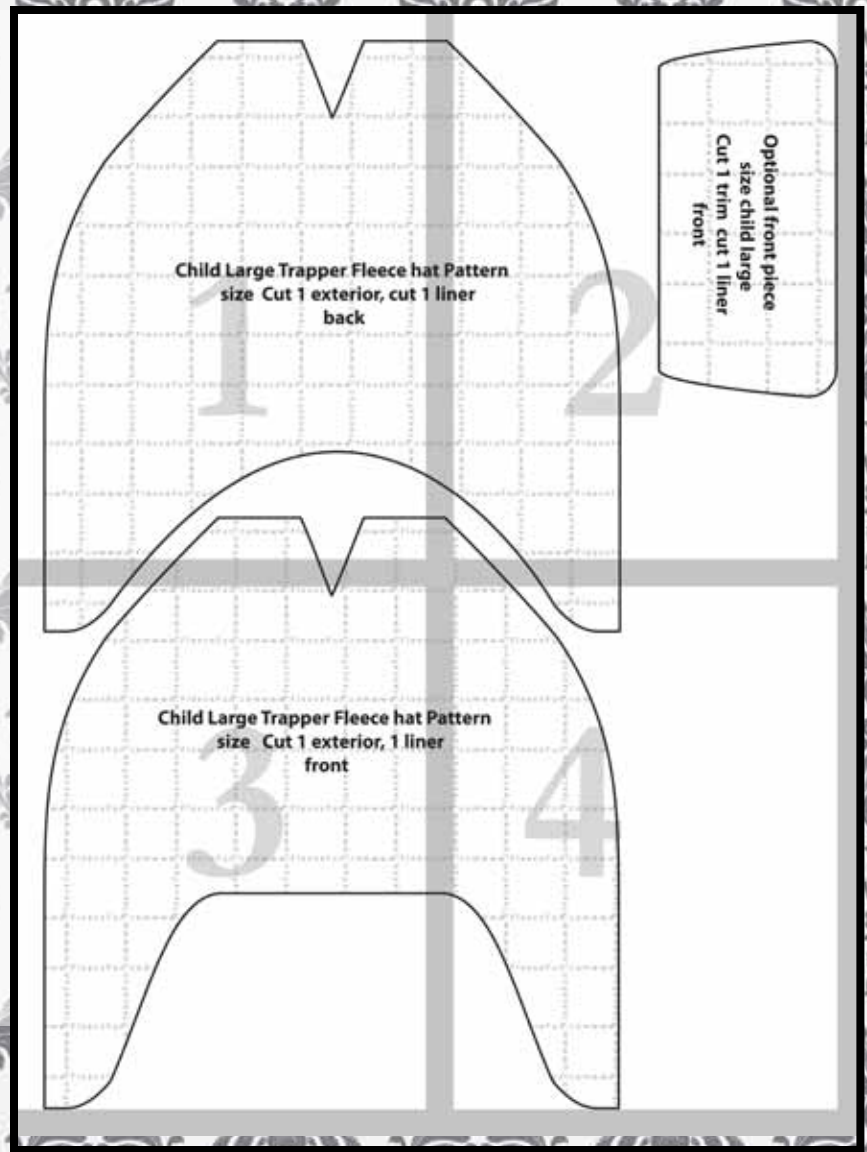 Child Large Trapper Fleece hat Pattern
size Cut 1 exterior, cut 1 liner
back
1
2
Optional front piece
size child large
Cut 1 trim cut 1 liner
front
Child Large Trapper Fleece hat Pattern
size Cut 1 exterior, 1 liner
front
3
4